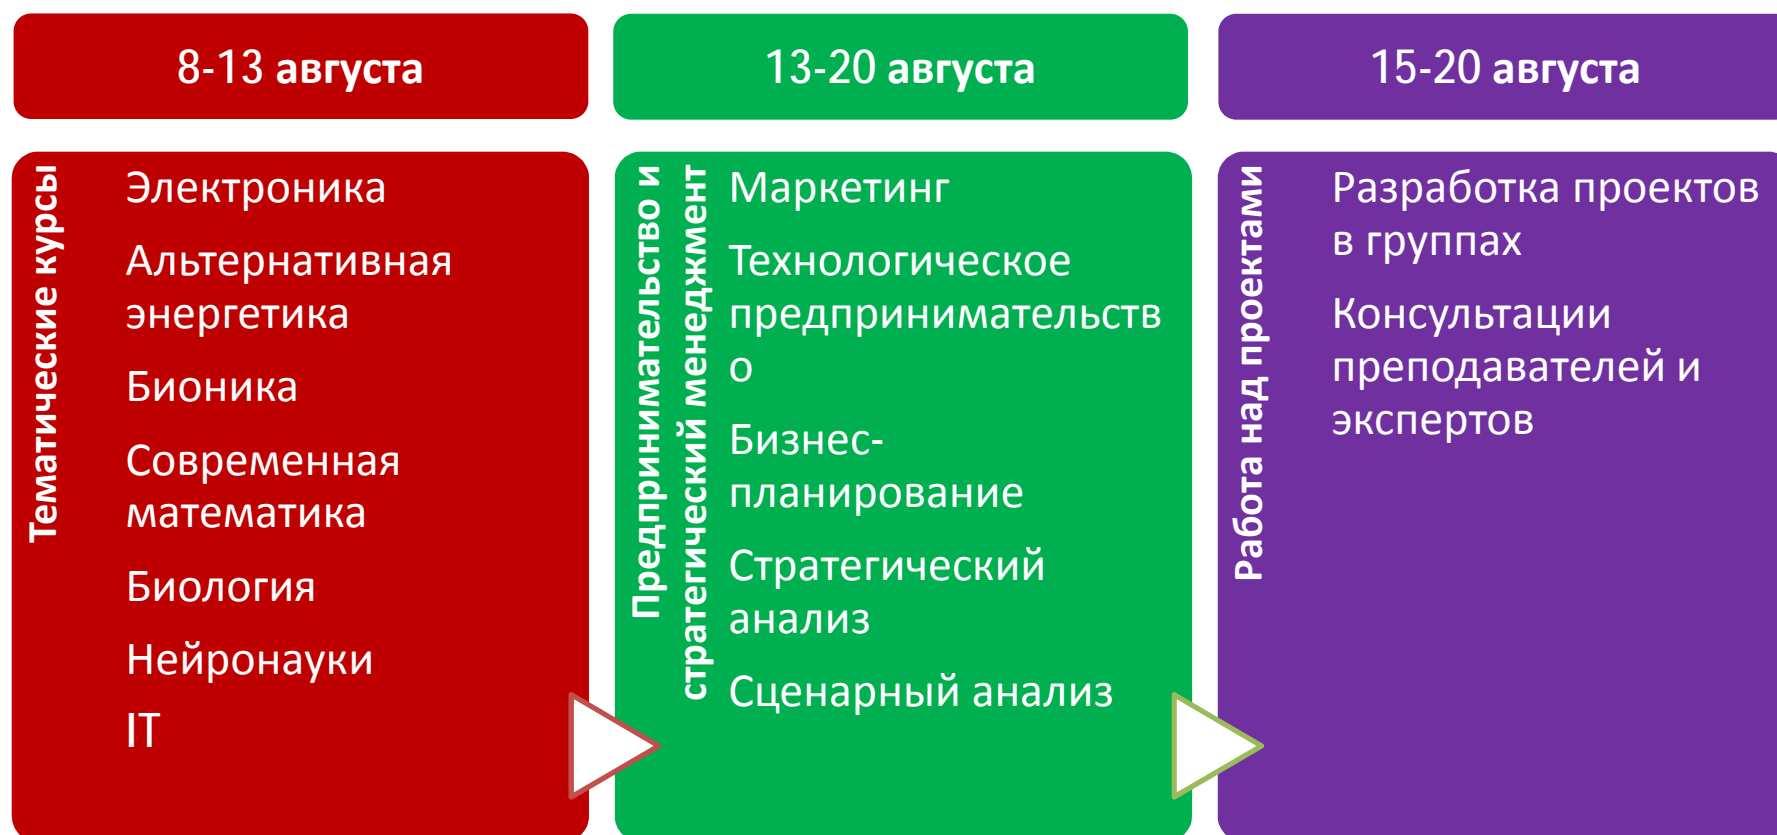 8-13 августа
13-20 августа
15-20 августа
Тематические курсы
Электроника
Альтернативная
энергетика
Бионика
Современная
математика
Биология
Нейронауки
IT
Предпринимательство и
стратегический менеджмент
Маркетинг
Технологическое
предпринимательств
о
Бизнес-
планирование
Стратегический
анализ
Сценарный анализ
Работа над проектами
Разработка проектов
в группах
Консультации
преподавателей и
экспертов